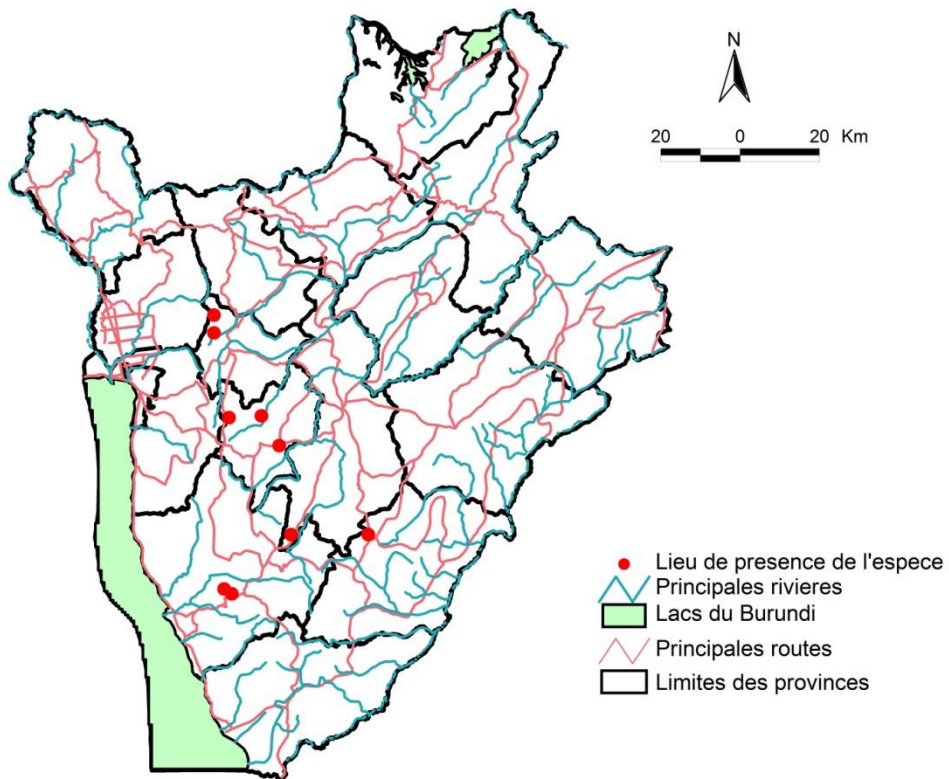 N
20 0 20 Km
Lieu de presence de l'espece
Principales rivieres
Lacs du Burundi
Principales routes
Limites des provinces